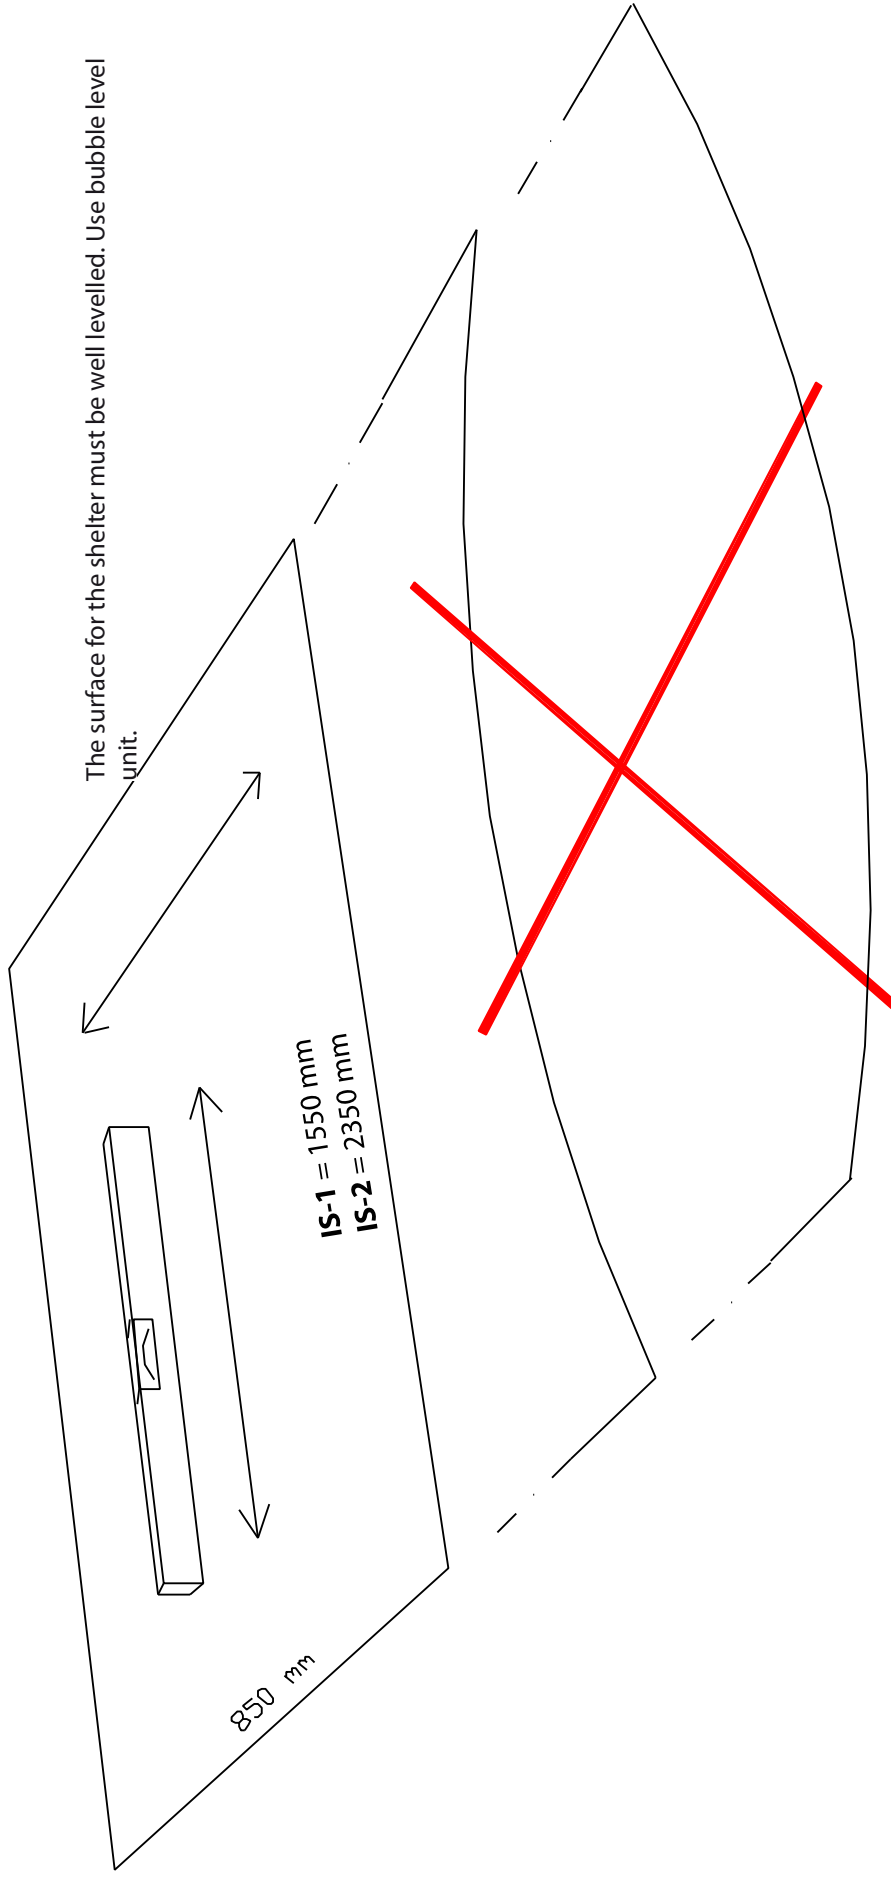 The surface for the shelter must be well levelled. Use bubble level
unit.
IS-1 = 1550 mm
IS-2 = 2350 mm
850 mm